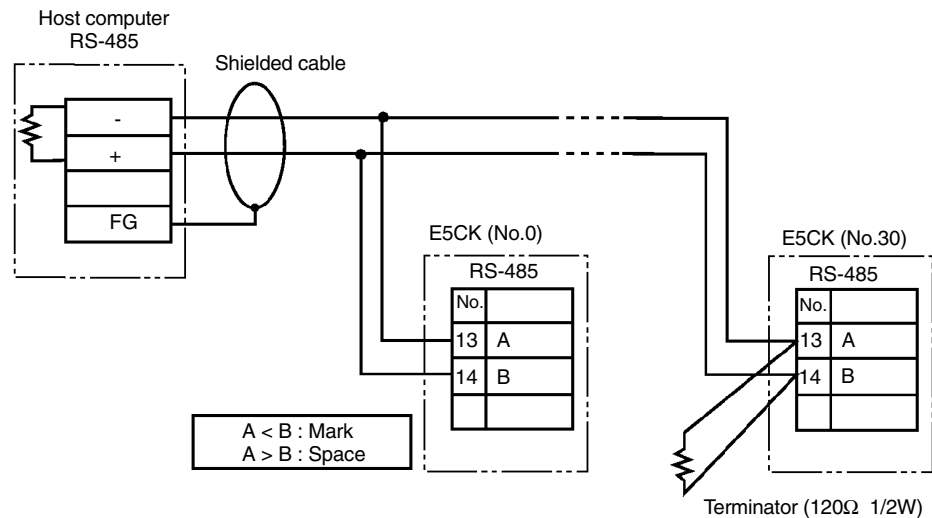 Host computer
RS-485
Shielded cable
-
+
FG
E5CK (No.0)
RS-485
No.
13 A
14 B
E5CK (No.30)
RS-485
No.
13 A
14 B
A < B : Mark
A > B : Space
Terminator (120Ω 1/2W)